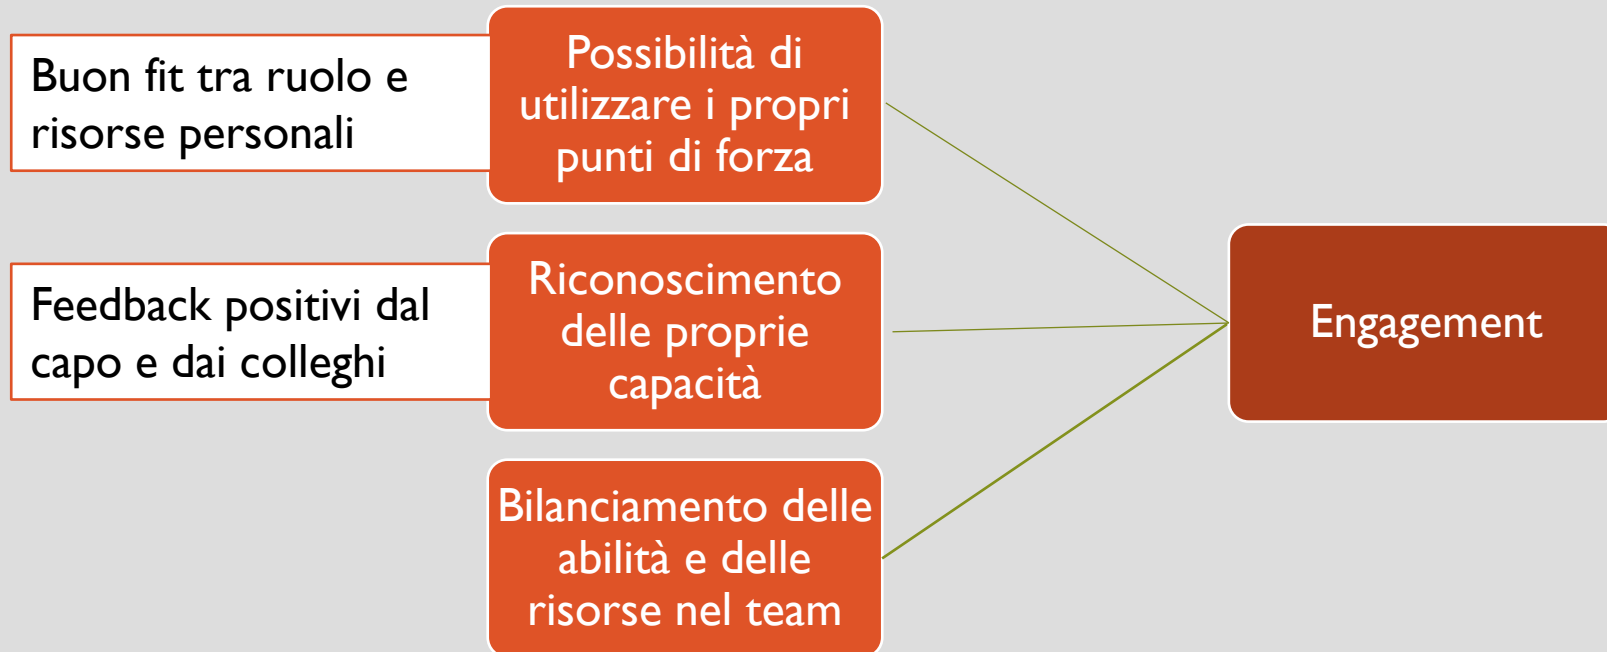 Buon fit tra ruolo e
risorse personali
Possibilità di
utilizzare i propri
punti di forza
Feedback positivi dal
capo e dai colleghi
Riconoscimento
delle proprie
capacità
Bilanciamento delle
abilità e delle
risorse nel team
Engagement